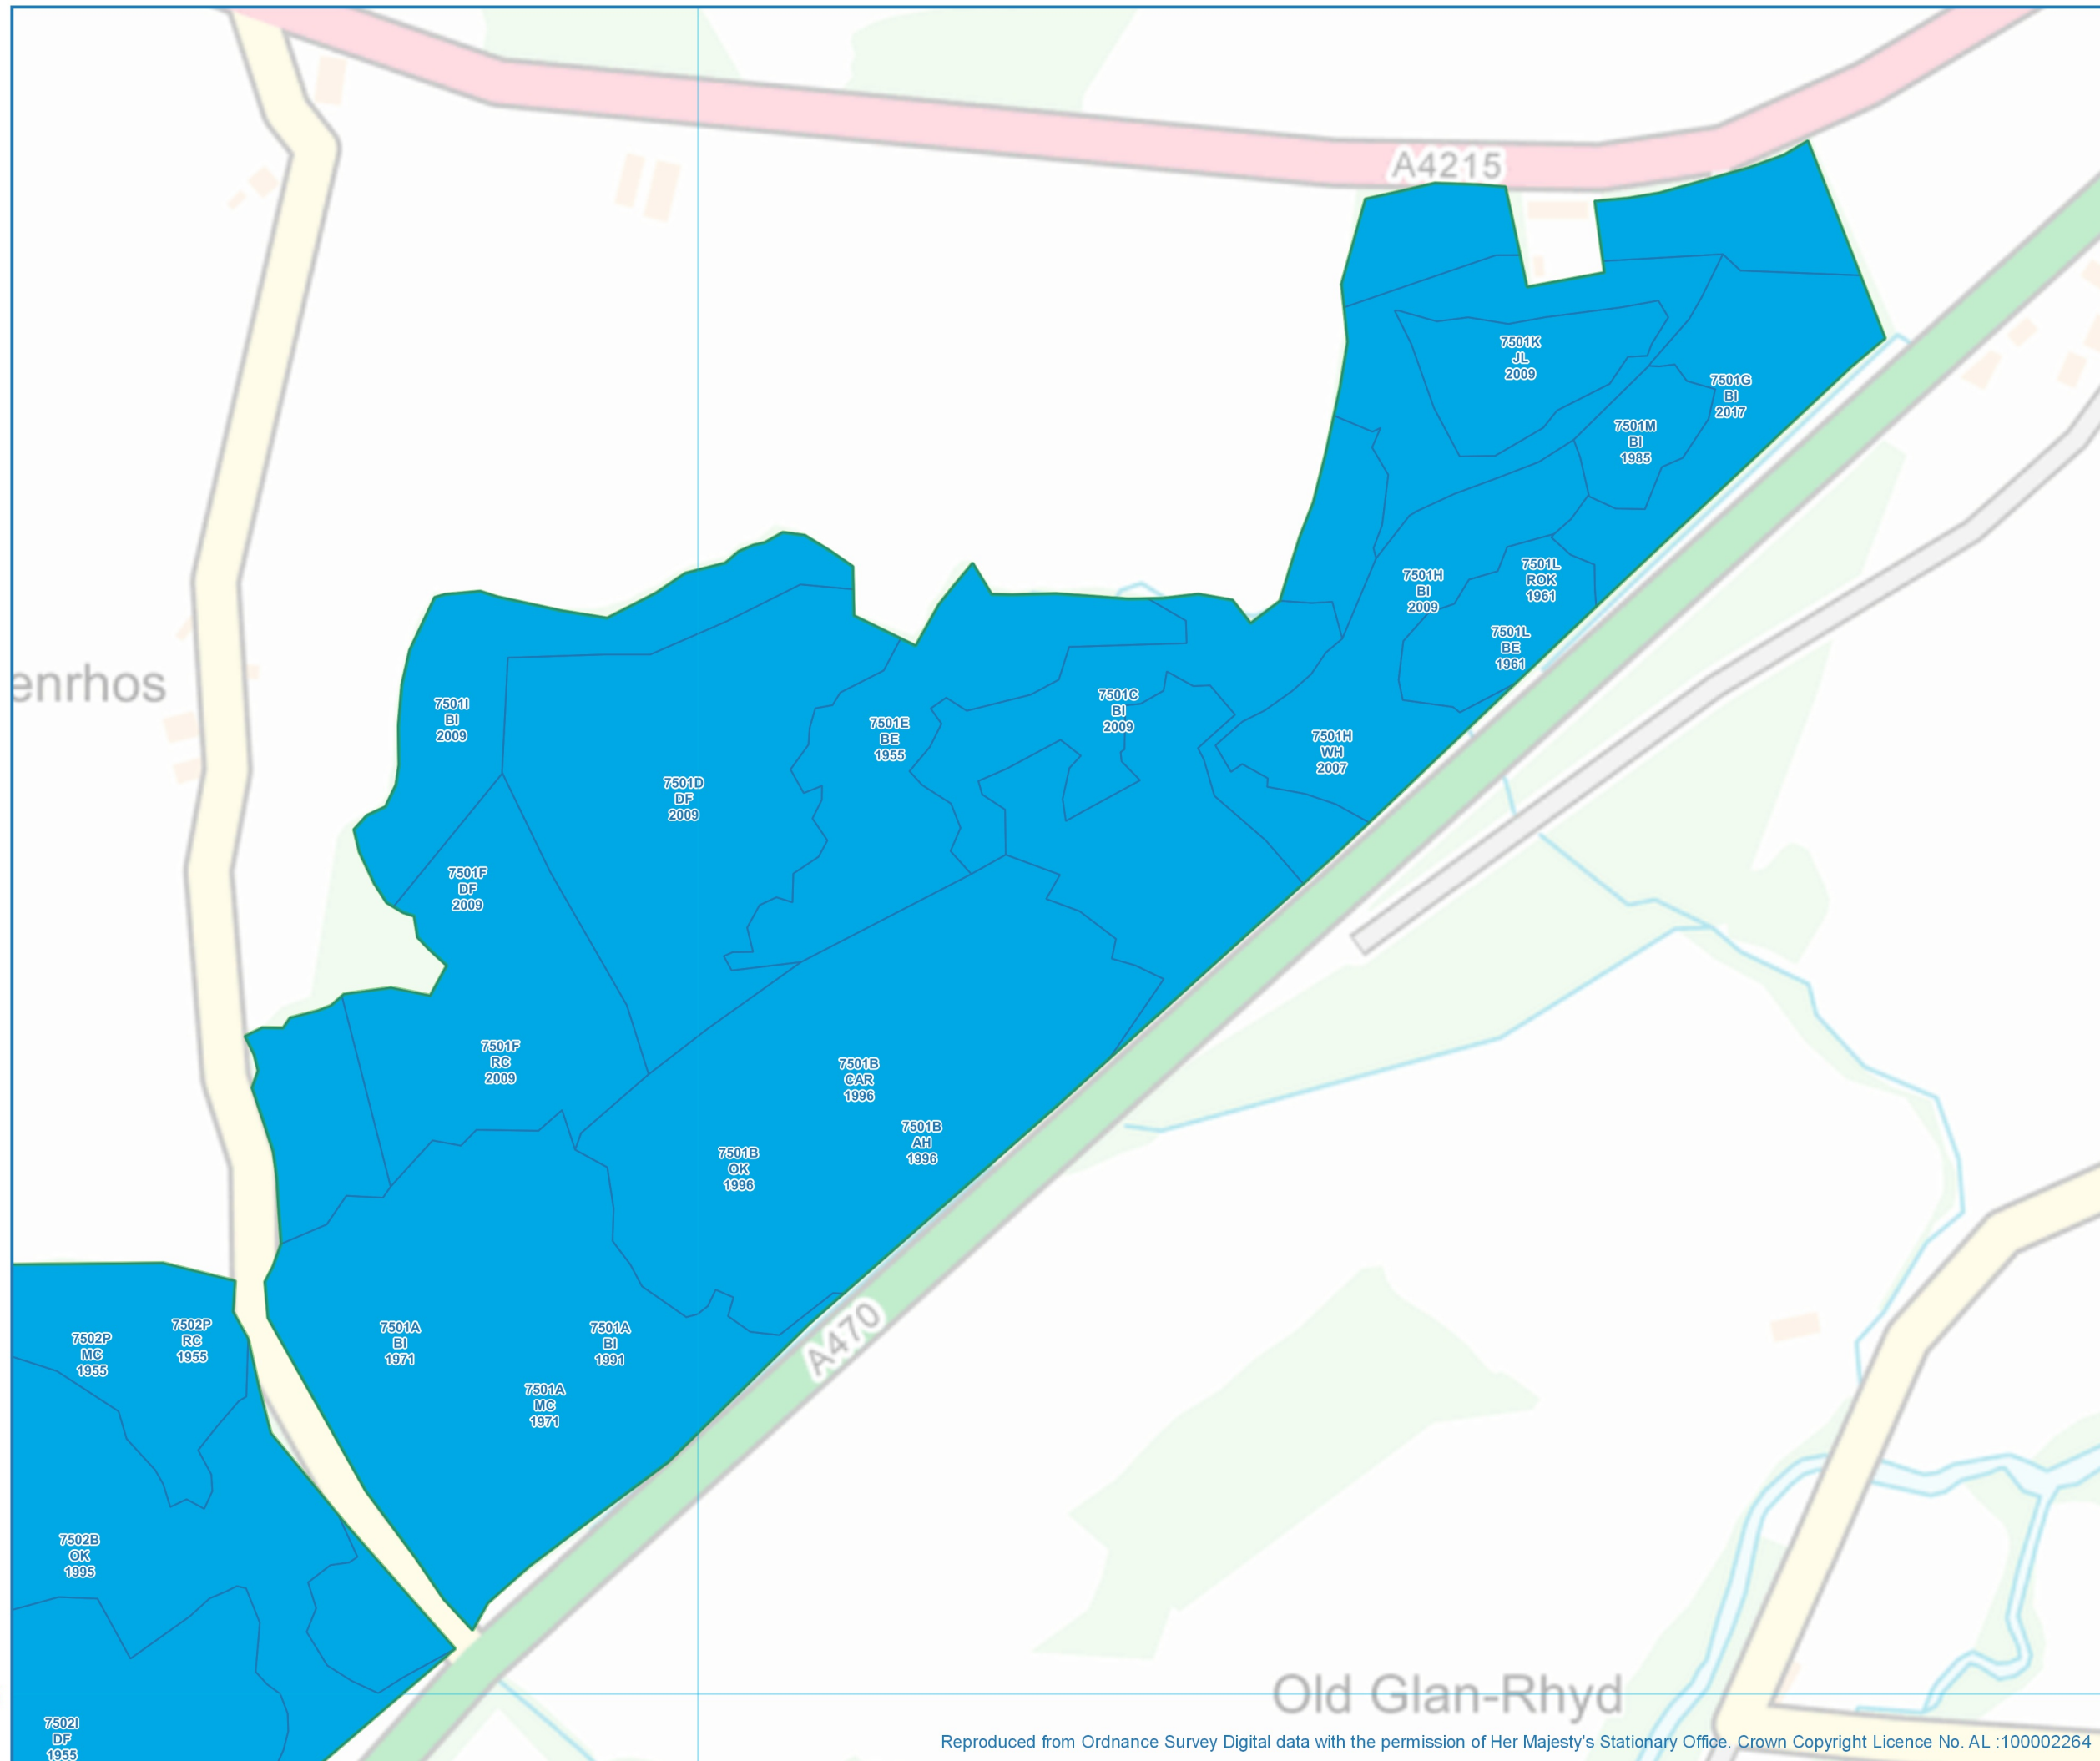 A4215
7501K
JL
2009
7501G
BI
2017
7501M
BI
1985
7501H
BI
2009
7501L
ROK
1961
7501L
BE
1961
enrhos
7501I
BI
2009
7501C
BI
2009
7501E
BE
1955
7501H
WH
2007
7501D
DF
2009
7501F
DF
2009
7501F
RC
2009
7501B
CAR
1996
7501B
AH
1996
7501B
OK
1996
A470
7502P
RC
1955
7502P
MC
1955
7501A
BI
1971
7501A
BI
1991
7501A
MC
1971
7502B
OK
1995
Old Glan-Rhyd
7502I
DF
1955
Reproduced from Ordnance Survey Digital data with the permission of Her Majesty's Stationary Office. Crown Copyright Licence No. AL :100002264